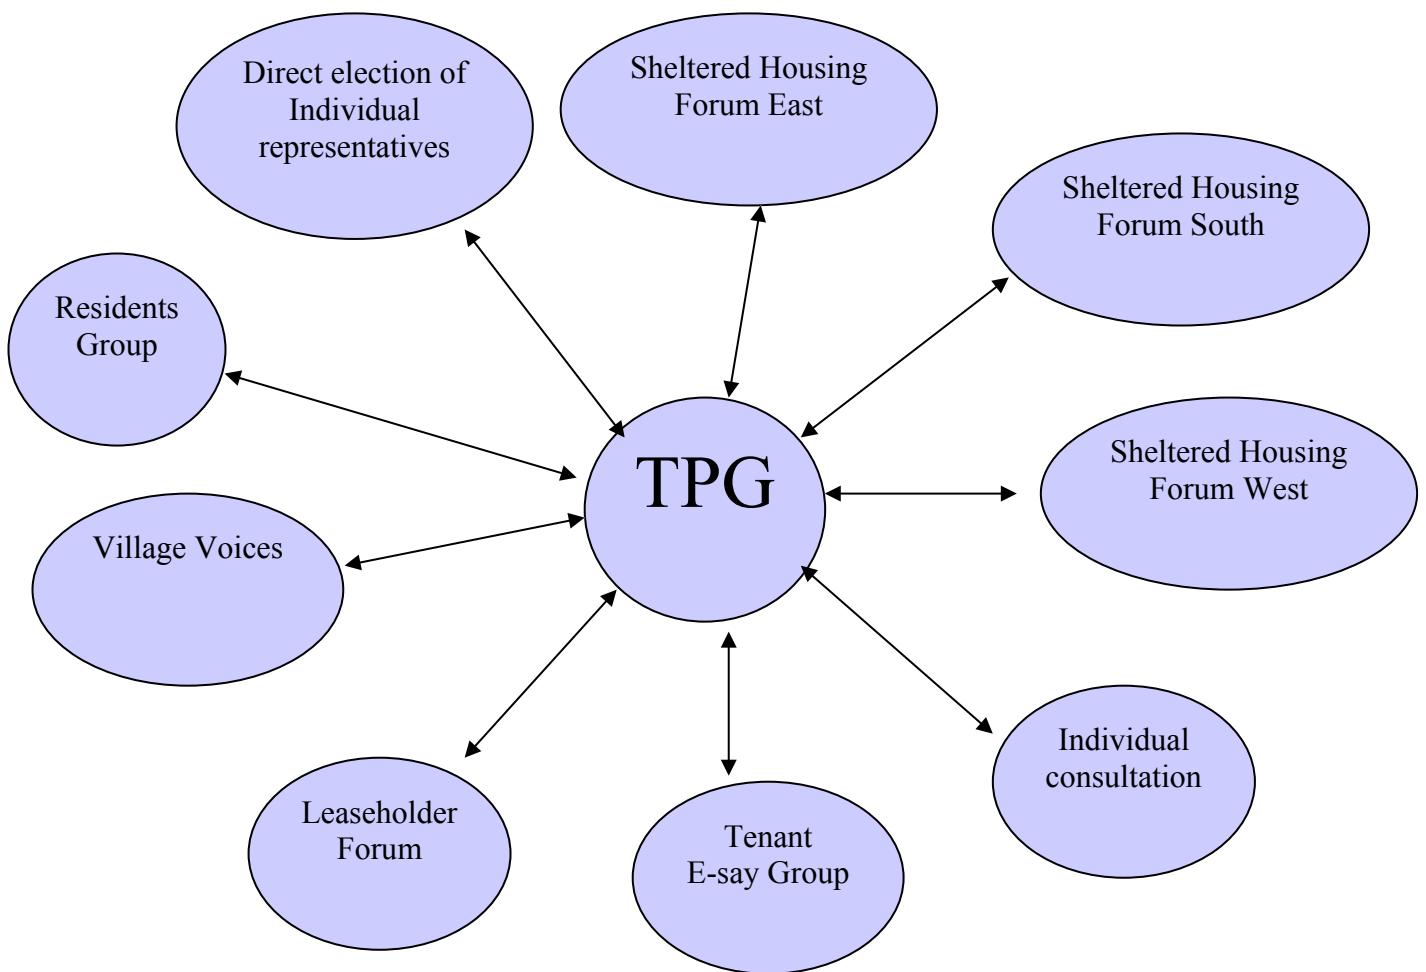 Direct election of
Individual
representatives
Sheltered Housing
Forum East
Sheltered Housing
Forum South
Residents
Group
TPG
Sheltered Housing
Forum West
Village Voices
Individual
consultation
Leaseholder
Forum
Tenant
E-say Group